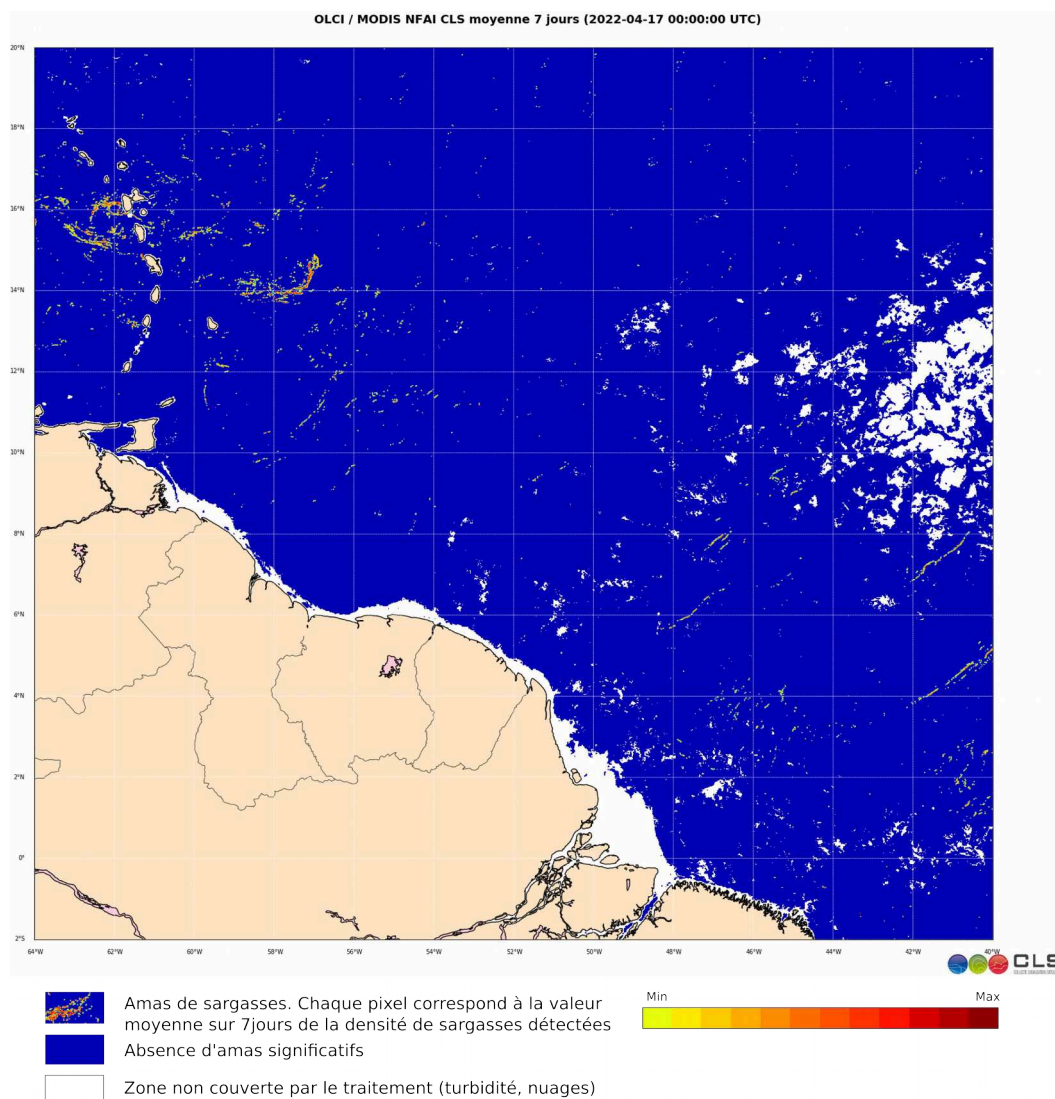 OLCI / MODIS NFAI CLS moyenne 7 jours (2022-04-17 00:00:00 UTC)
20°N
18°N
16°N
14°N
12°N
10°N
8°N
6°N
4°N
2°N
0°
2°S
64°W 62°W 60°W 58°W 56°W 54°W 52°W 50°W 48°W 46°W 44°W 42°W 40°W
CLS
Amas de sargasses. Chaque pixel correspond à la valeur
moyenne sur 7jours de la densité de sargasses détectées
Min Max
Absence d'amas significatifs
Zone non couverte par le traitement (turbidité, nuages)